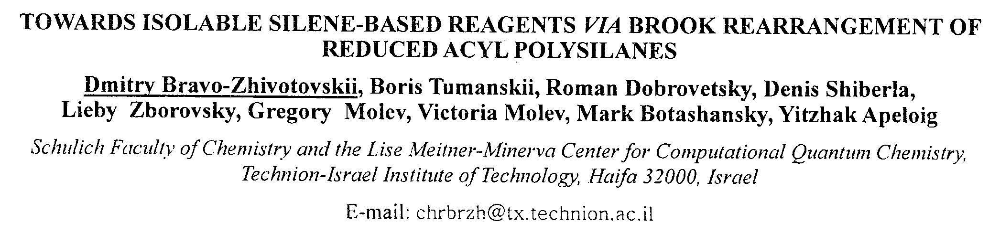 TOWARDS ISOLABLE SILENE-BASED REAGENTS VIA BROOK REARRANGEMENT OF
REDUCED ACYL POLYSILANES
Dmitry Bravo-Zhivotovskii, Boris Tumanskii, Roman Dobrovetsky, Denis Shiberla,
Lieby Zborovsky, Gregory Molev, Victoria Molev, Mark Botashansky, Yitzhak Apeloig
Schulich Faculty of Chemistry and the Lise Meitner-Minerva Center for Computational Quantum Chemistry,
Technion-Israel Institute of Technology, Haifa 32000, Israel
E-mail: chrbrzh@tx.technion.ac.il